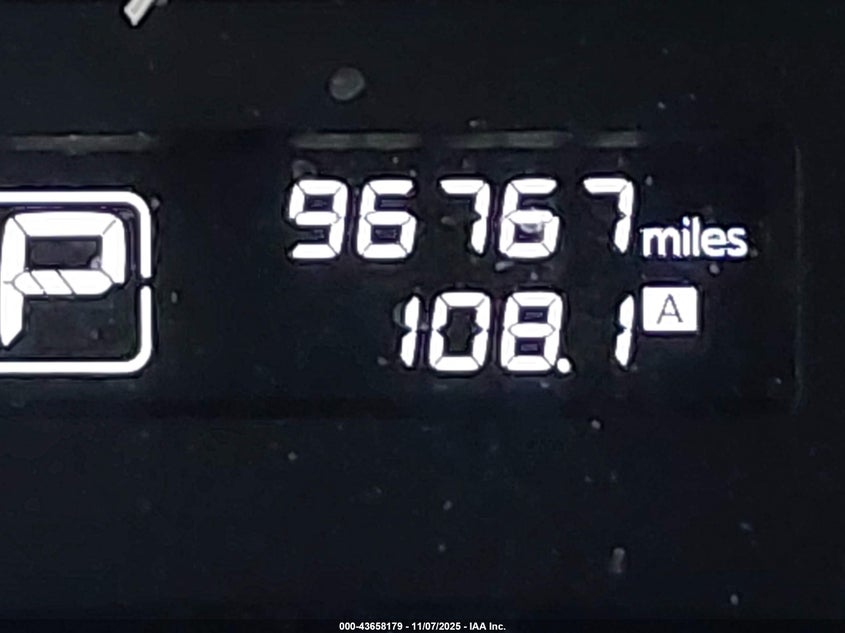 96767 miles
P
108.1 A
000-43658179 - 11/07/2025 - IAA Inc.